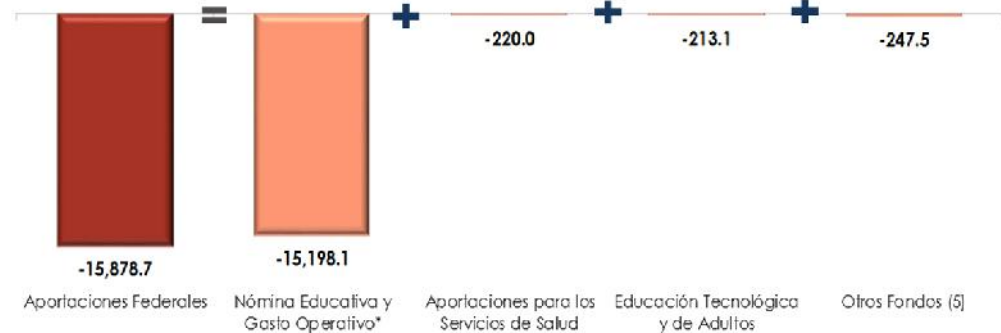 =
+
+
+
-220.0
-213.1
-247.5
-15,878.7
-15,198.1
Aportaciones Federales
Nómina Educativa y
Gasto Operativo*
Aportaciones para los
Servicios de Salud
Educación Tecnológica
y de Adultos
Otros Fondos (5)